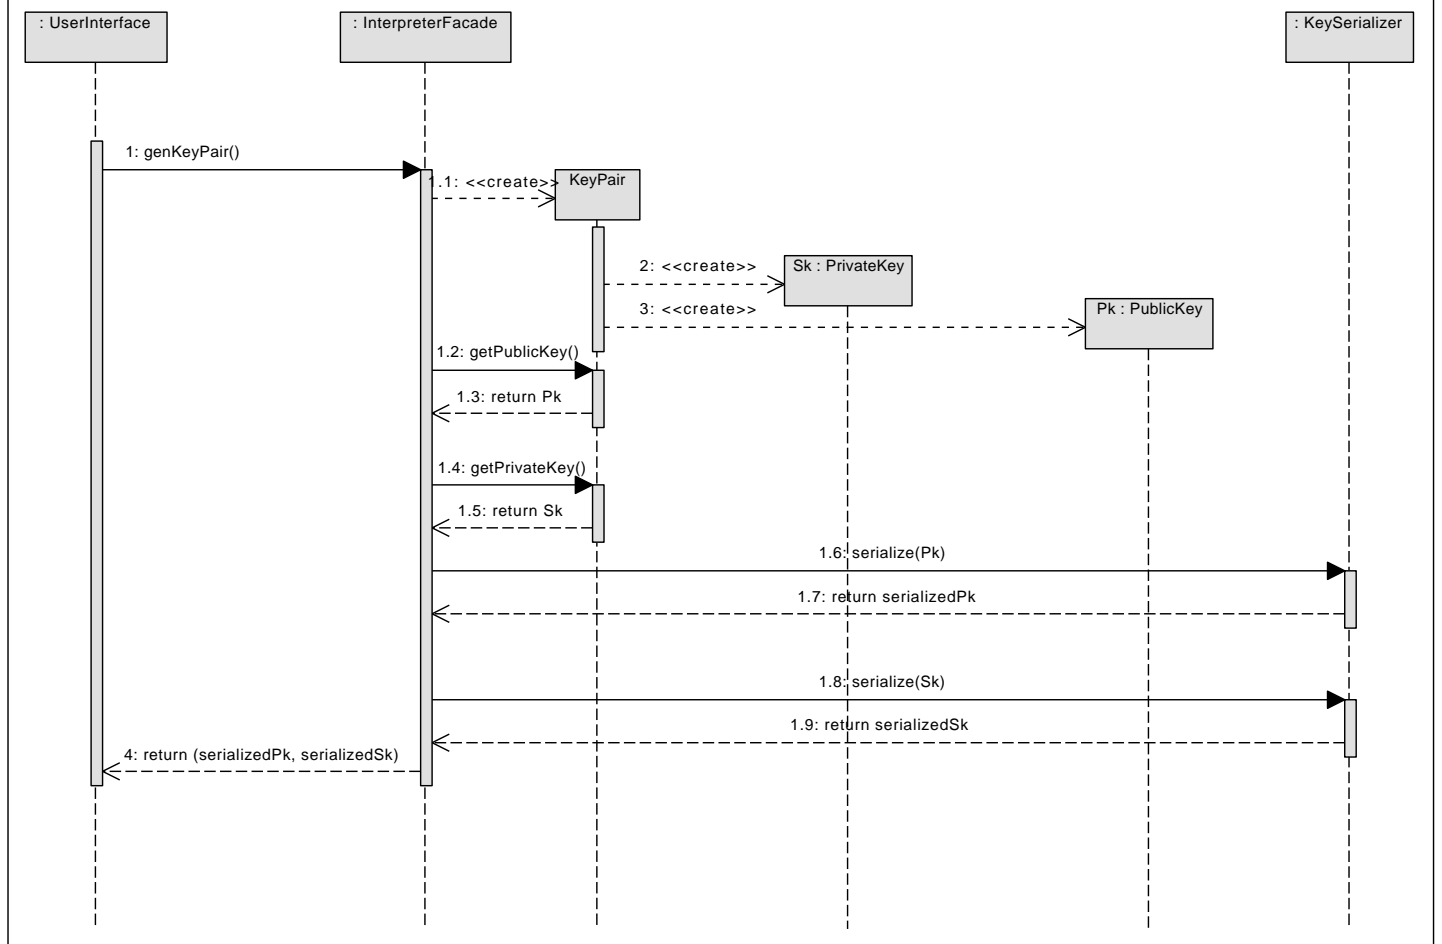 : UserInterface
: InterpreterFacade
: KeySerializer
1: genKeyPair()
1.1: <<create>>
KeyPair
2: <<create>>
Sk : PrivateKey
3: <<create>>
Pk : PublicKey
1.2: getPublicKey()
1.3: return Pk
1.4: getPrivateKey()
1.5: return Sk
1.6: serialize(Pk)
1.7: return serializedPk
1.8: serialize(Sk)
1.9: return serializedSk
4: return (serializedPk, serializedSk)